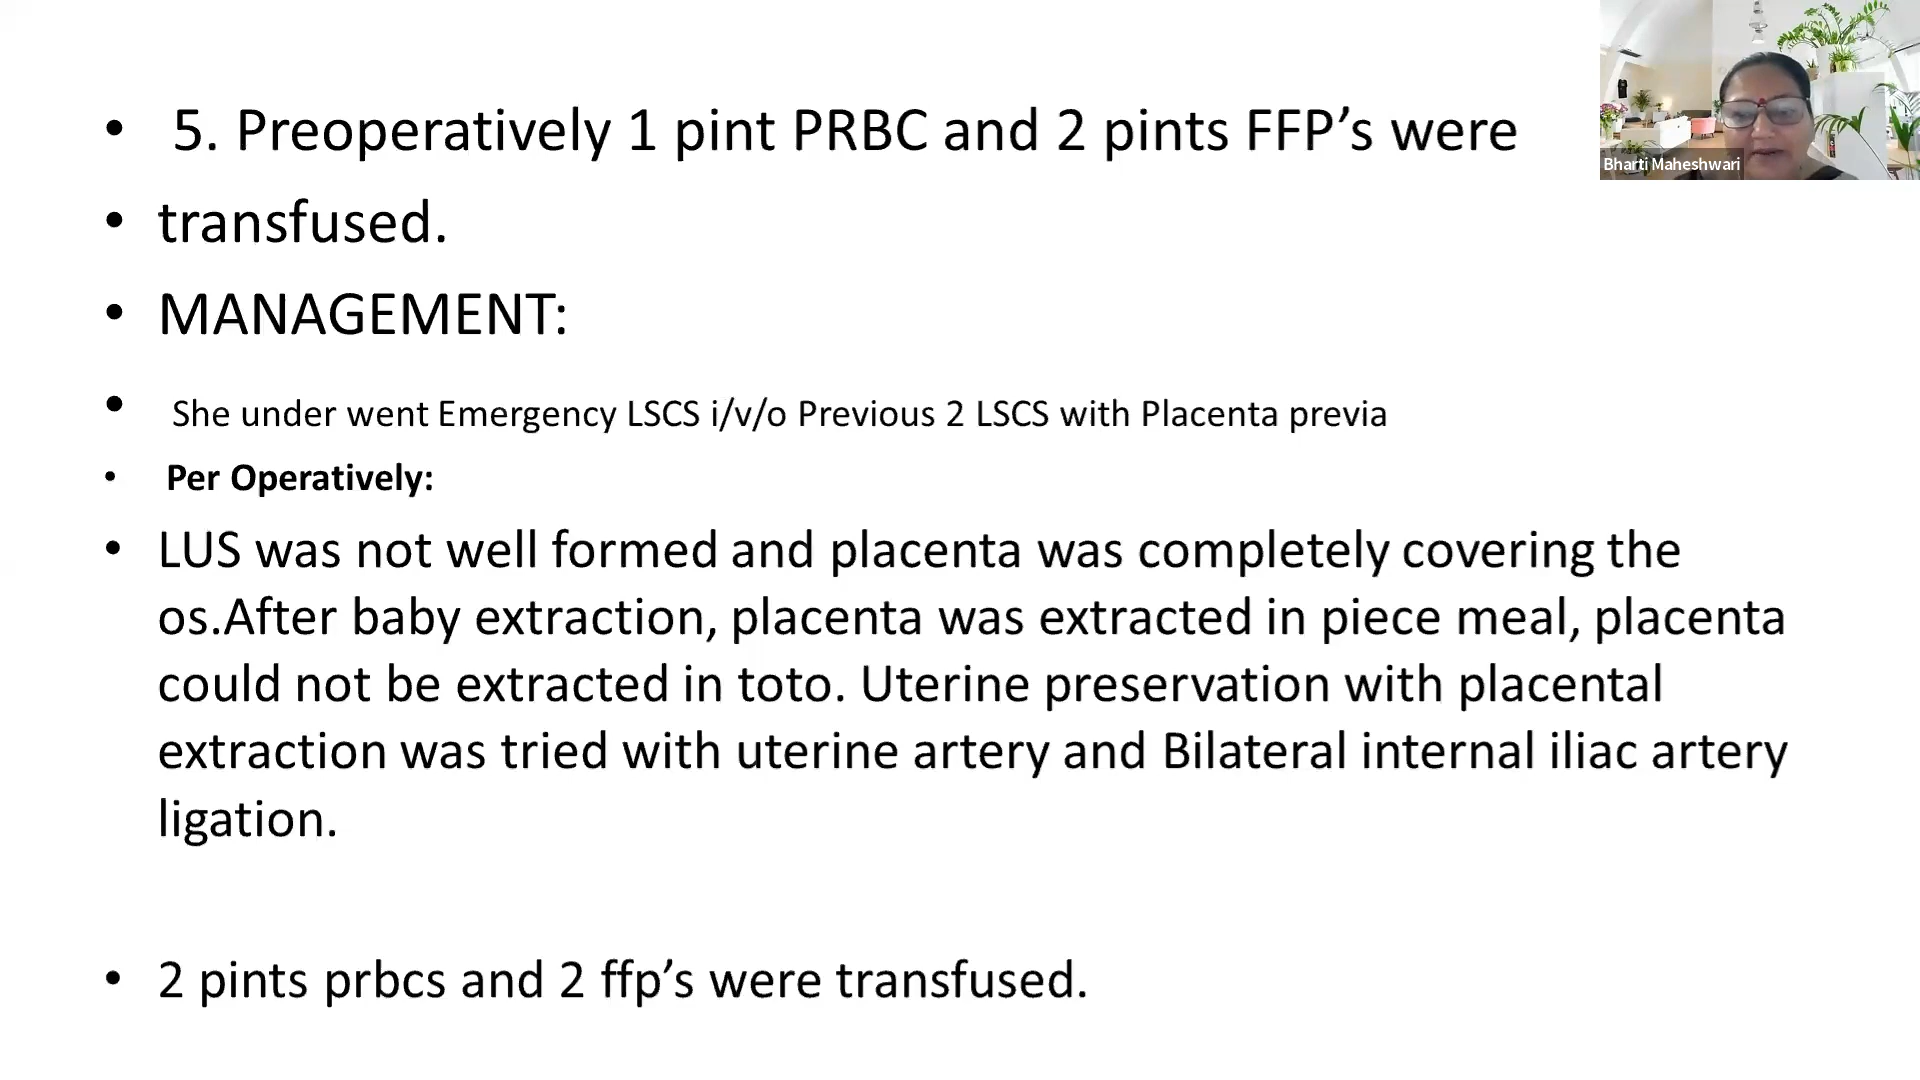 • 5. Preoperatively 1 pint PRBC and 2 pints FFP’s were
Bharti Maheshwari
• transfused.
• MANAGEMENT:
• She under went Emergency LSCS i/v/o Previous 2 LSCS with Placenta previa
• Per Operatively:
• LUS was not well formed and placenta was completely covering the
os.After baby extraction, placenta was extracted in piece meal, placenta
could not be extracted in toto. Uterine preservation with placental
extraction was tried with uterine artery and Bilateral internal iliac artery
ligation.
• 2 pints prbcs and 2 ffp’s were transfused.